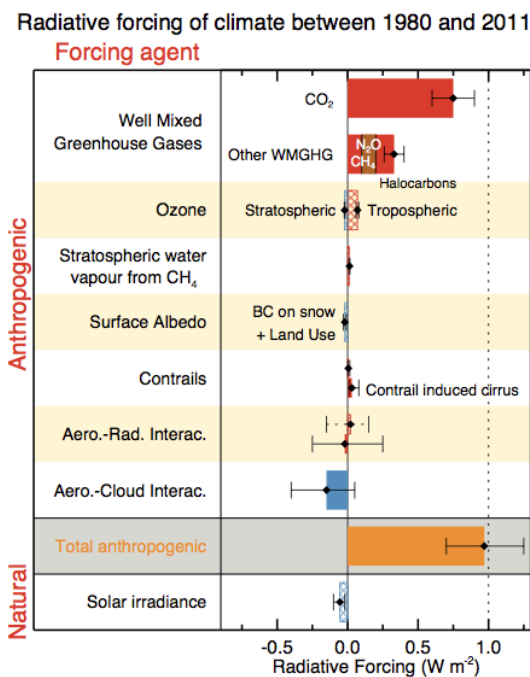 Radiative forcing of climate between 1980 and 2011
Forcing agent
Anthropogenic
Well Mixed
Greenhouse Gases
CO₂
Other WMGHG
N₂O
CH₄
Halocarbons
Ozone
Stratospheric
Tropospheric
Stratospheric water
vapour from CH₄
Surface Albedo
BC on snow
+ Land Use
Contrails
Contrail induced cirrus
Aero.-Rad. Interac.
Aero.-Cloud Interac.
Total anthropogenic
Natural
Solar irradiance
-0.5 0.0 0.5 1.0
Radiative Forcing (W m⁻²)